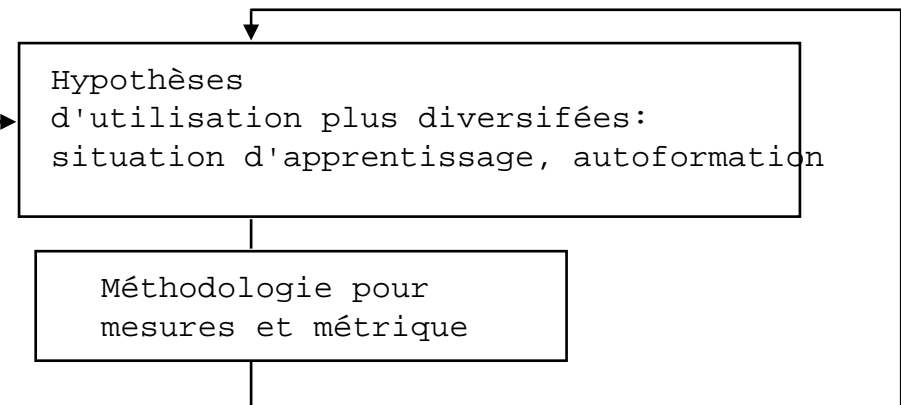 Hypothèses
d'utilisation plus diversifiées:
situation d'apprentissage, autoformation
Méthodologie pour
mesures et métrique